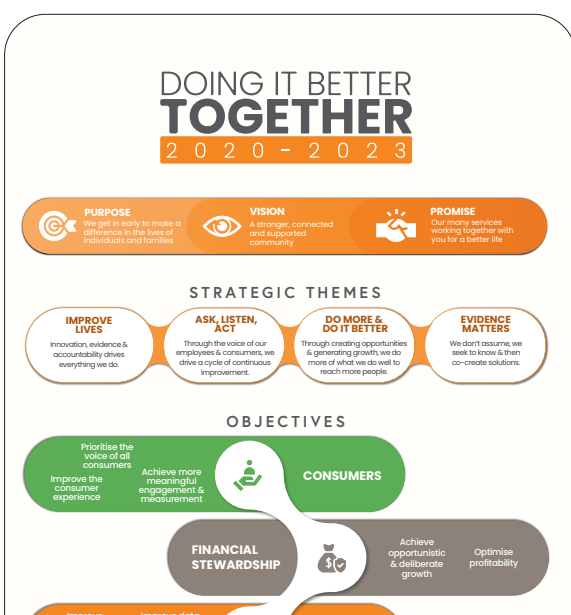 DOING IT BETTER
TOGETHER
2020-2023
PURPOSE
We get in early to make a
difference in the lives of
individuals and families
VISION
A stronger, connected
and supported
community
PROMISE
Our many services
working together with
you for a better life
STRATEGIC THEMES
IMPROVE
LIVES
Innovation, evidence &
accountability drives
everything we do.
ASK, LISTEN,
ACT
Through the voice of our
employees & consumers, we
drive a cycle of continuous
improvement.
DO MORE &
DO IT BETTER
Through creating opportunities
& generating growth, we do
more of what we do well to
reach more people.
EVIDENCE
MATTERS
We don't assume, we
seek to know & then
co-create solutions.
OBJECTIVES
Prioritise the
voice of all
consumers
Improve the
consumer
experience
Achieve more
meaningful
engagement &
measurement
CONSUMERS
FINANCIAL
STEWARDSHIP
$
Achieve
opportunistic
& deliberate
growth
Optimise
profitability
Improve
Improve data